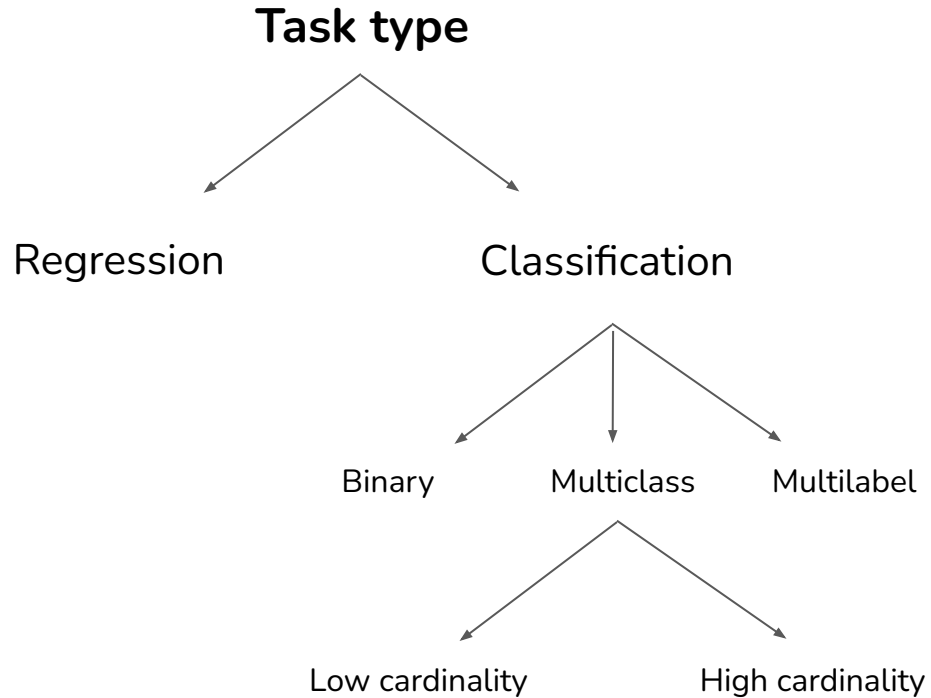 Task type
Regression Classification
Binary Multiclass Multilabel
Low cardinality High cardinality